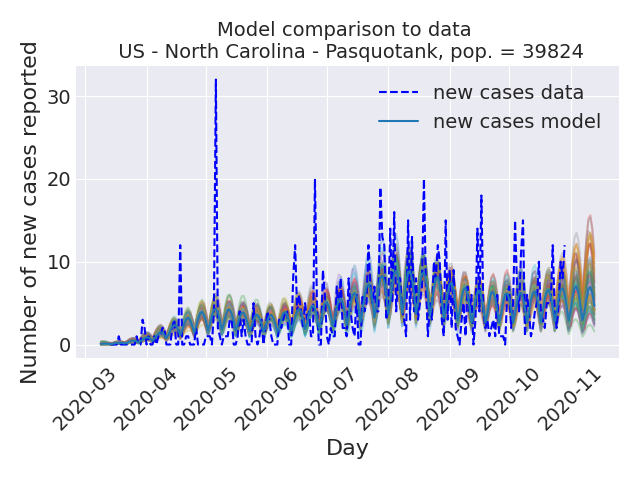 Model comparison to data
US - North Carolina - Pasquotank, pop. = 39824
Number of new cases reported
30
20
10
0
new cases data
new cases model
2020-03
2020-04
2020-05
2020-06
2020-07
2020-08
2020-09
2020-10
2020-11
Day